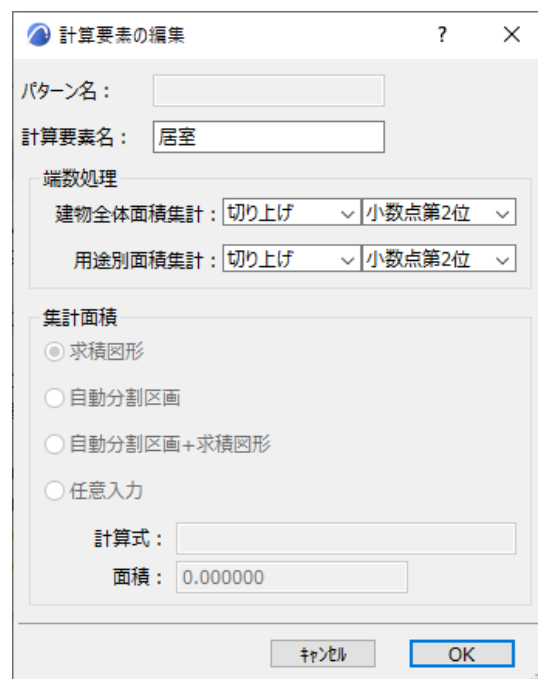 計算要素の編集 ? ×
パターン名：
計算要素名： 居室
端数処理
建物全体面積集計： 切り上げ 小数点第2位
用途別面積集計： 切り上げ 小数点第2位
集計面積
求積図形
自動分割区画
自動分割区画+求積図形
任意入力
計算式：
面積： 0.000000
ｷｬﾝｾﾙ OK